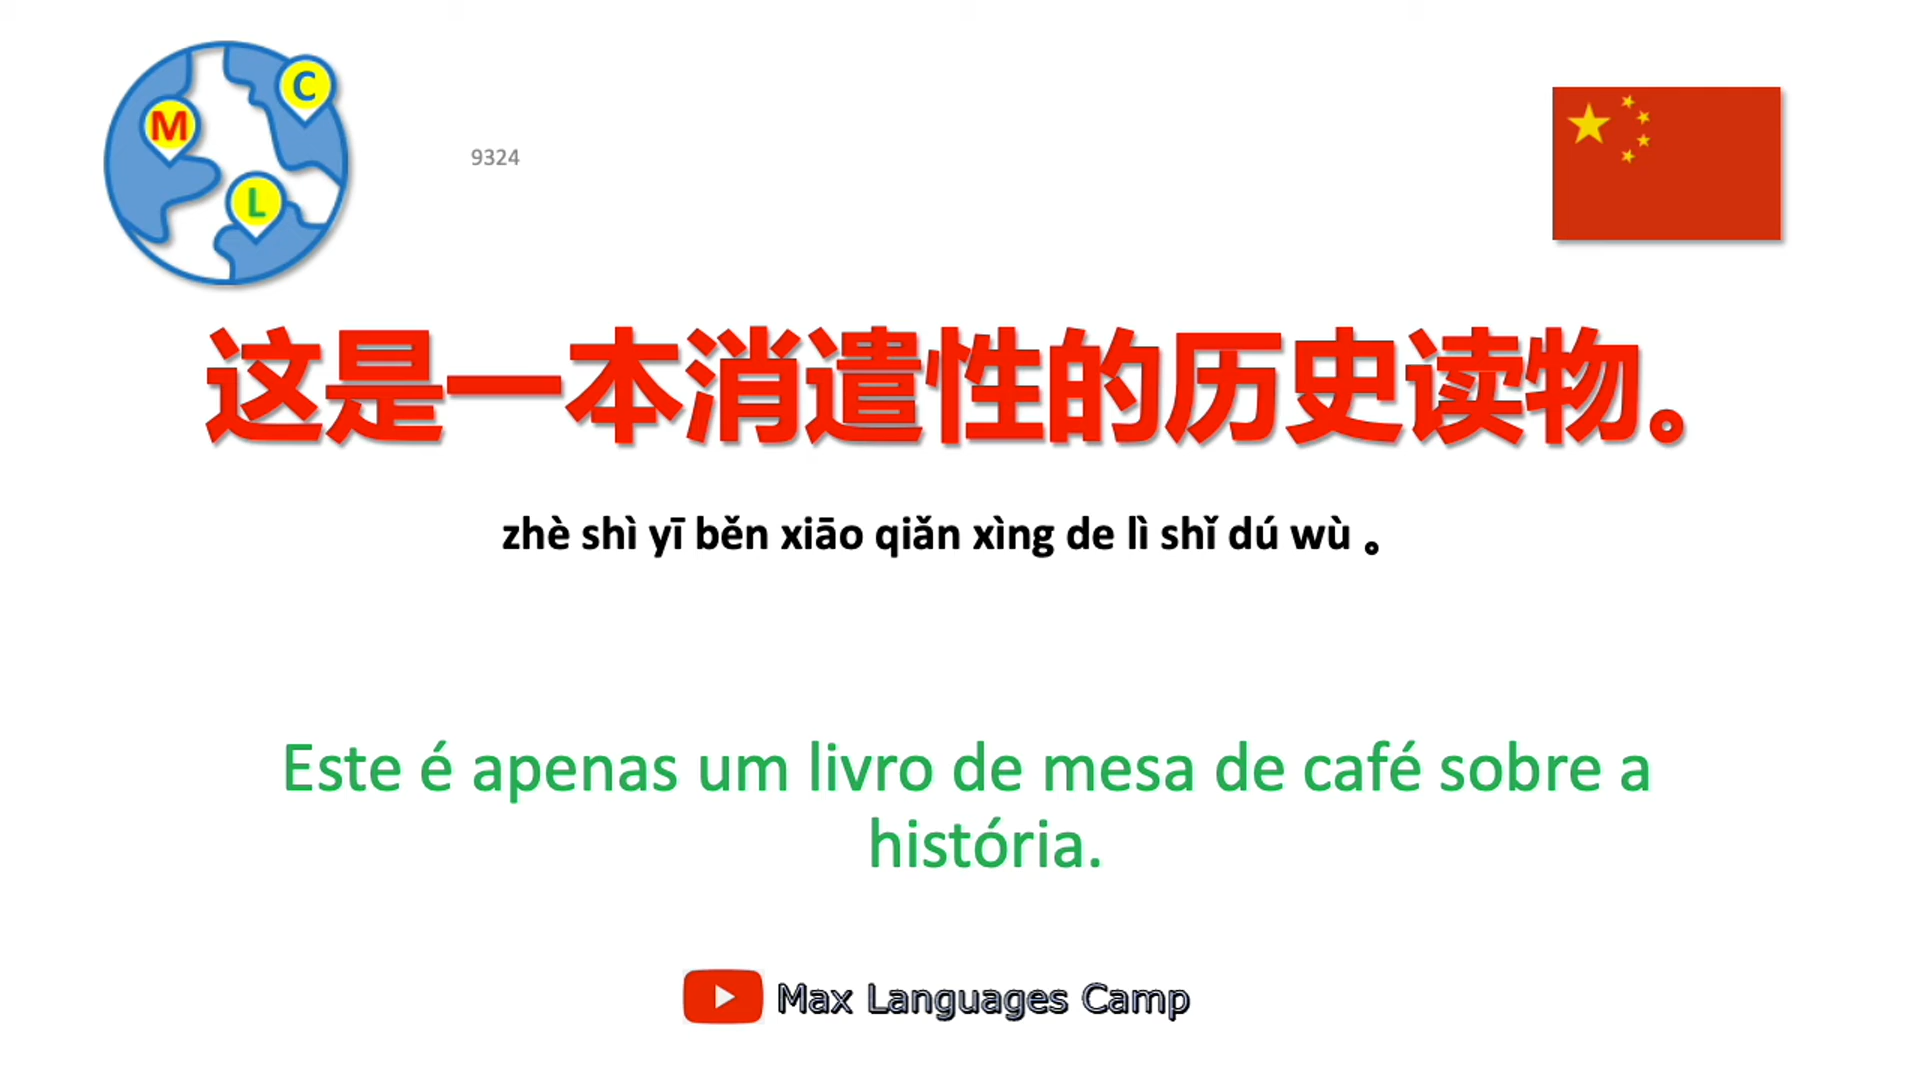 M
C
L
9324
这是一本消遣性的历史读物。
zhè shì yī běn xiāo qiǎn xìng de lì shǐ dú wù 。
Este é apenas um livro de mesa de café sobre a
história.
Max Languages Camp